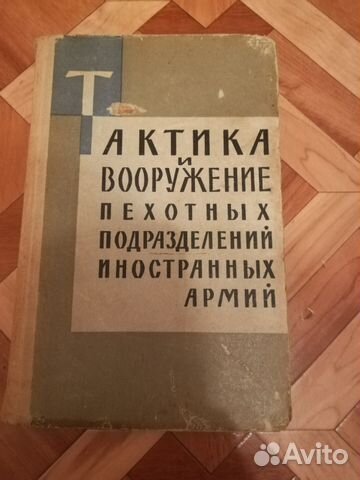 ТАКТИКА
И
ВООРУЖЕНИЕ
ПЕХОТНЫХ
ПОДРАЗДЕЛЕНИЙ
ИНОСТРАННЫХ
АРМИЙ
Avito